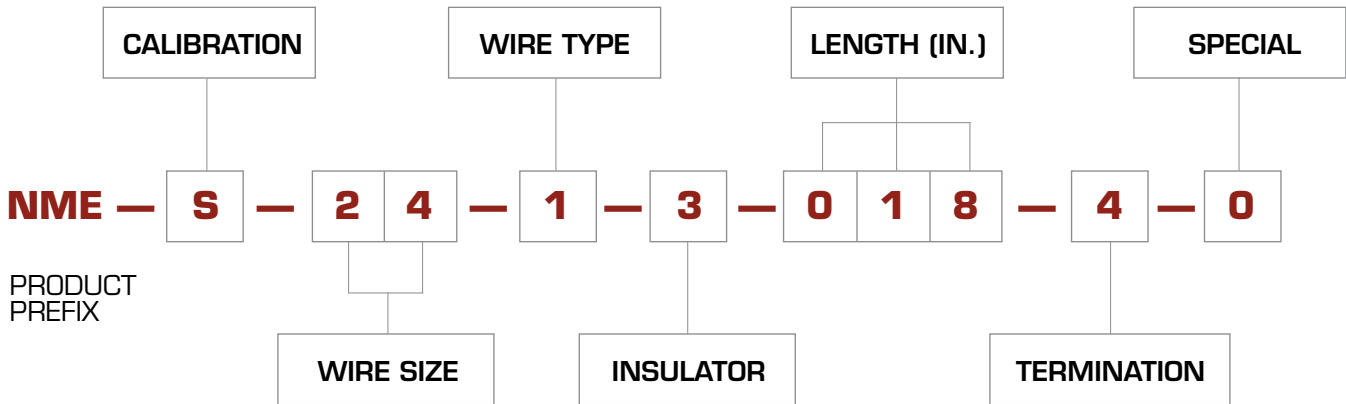 CALIBRATION WIRE TYPE LENGTH (IN.) SPECIAL
NME — S — 2 4 — 1 — 3 — 0 1 8 — 4 — 0
PRODUCT
PREFIX
WIRE SIZE INSULATOR TERMINATION